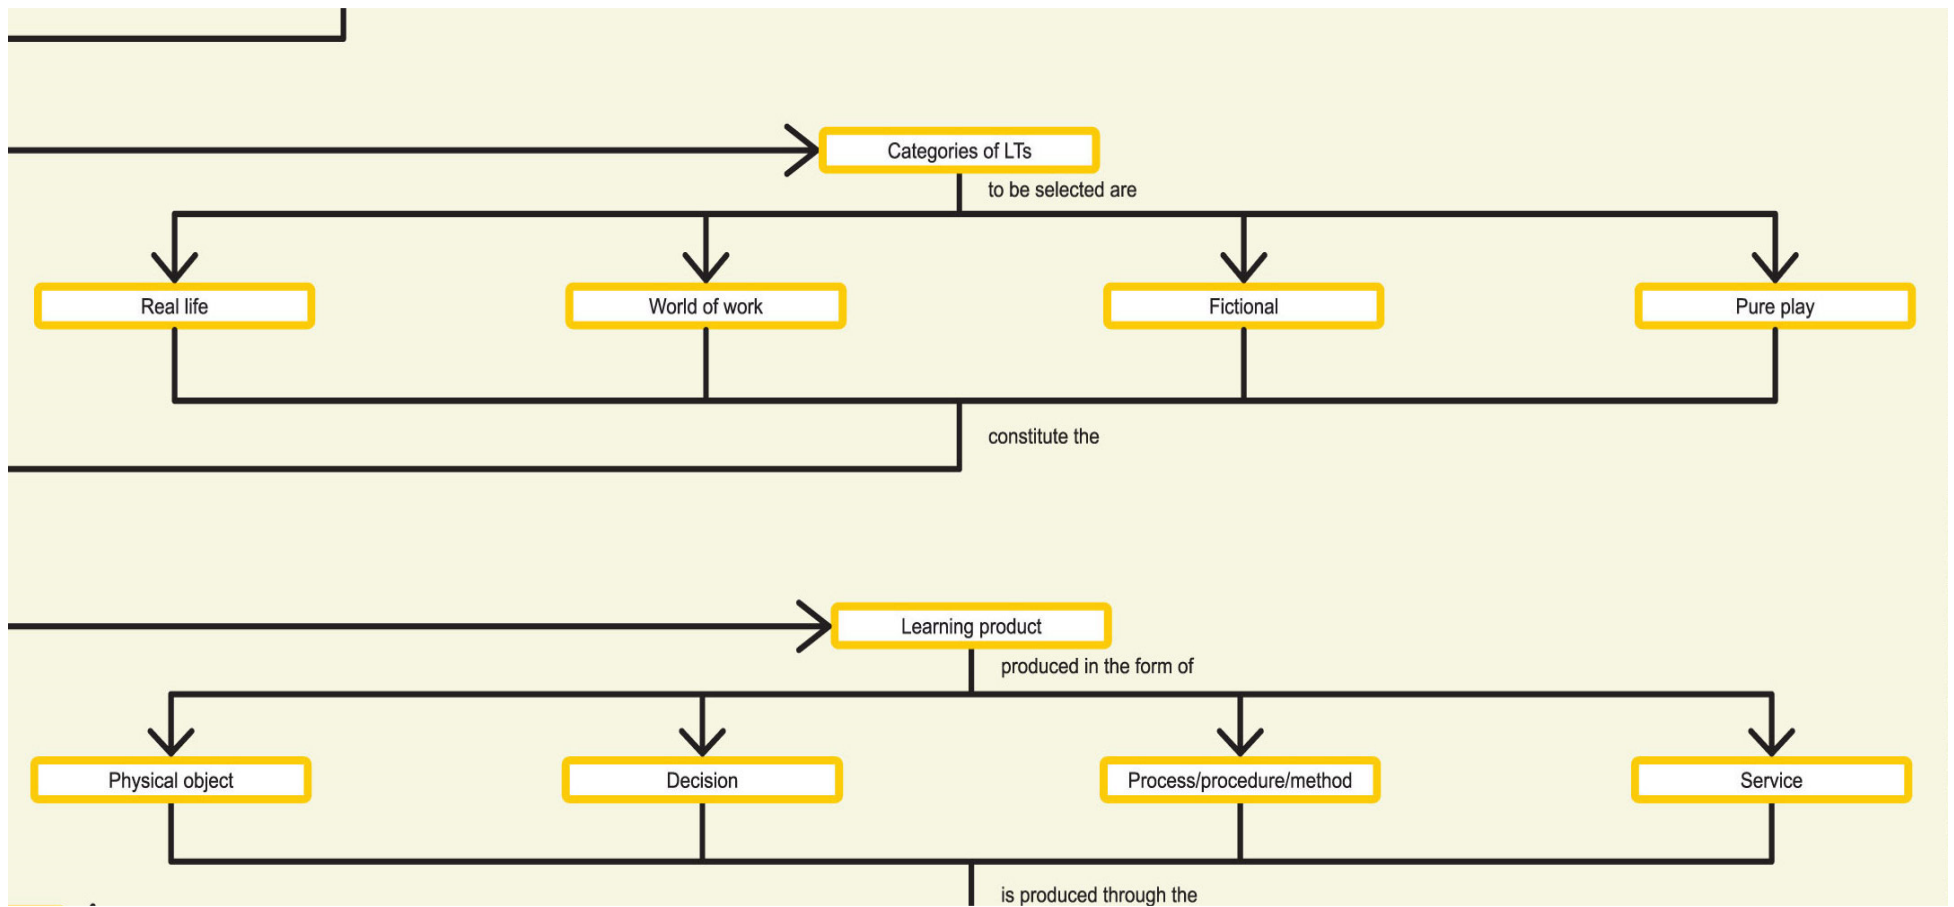 Categories of LTs
to be selected are
Real life
World of work
Fictional
Pure play
constitute the
Learning product
produced in the form of
Physical object
Decision
Process/procedure/method
Service
is produced through the